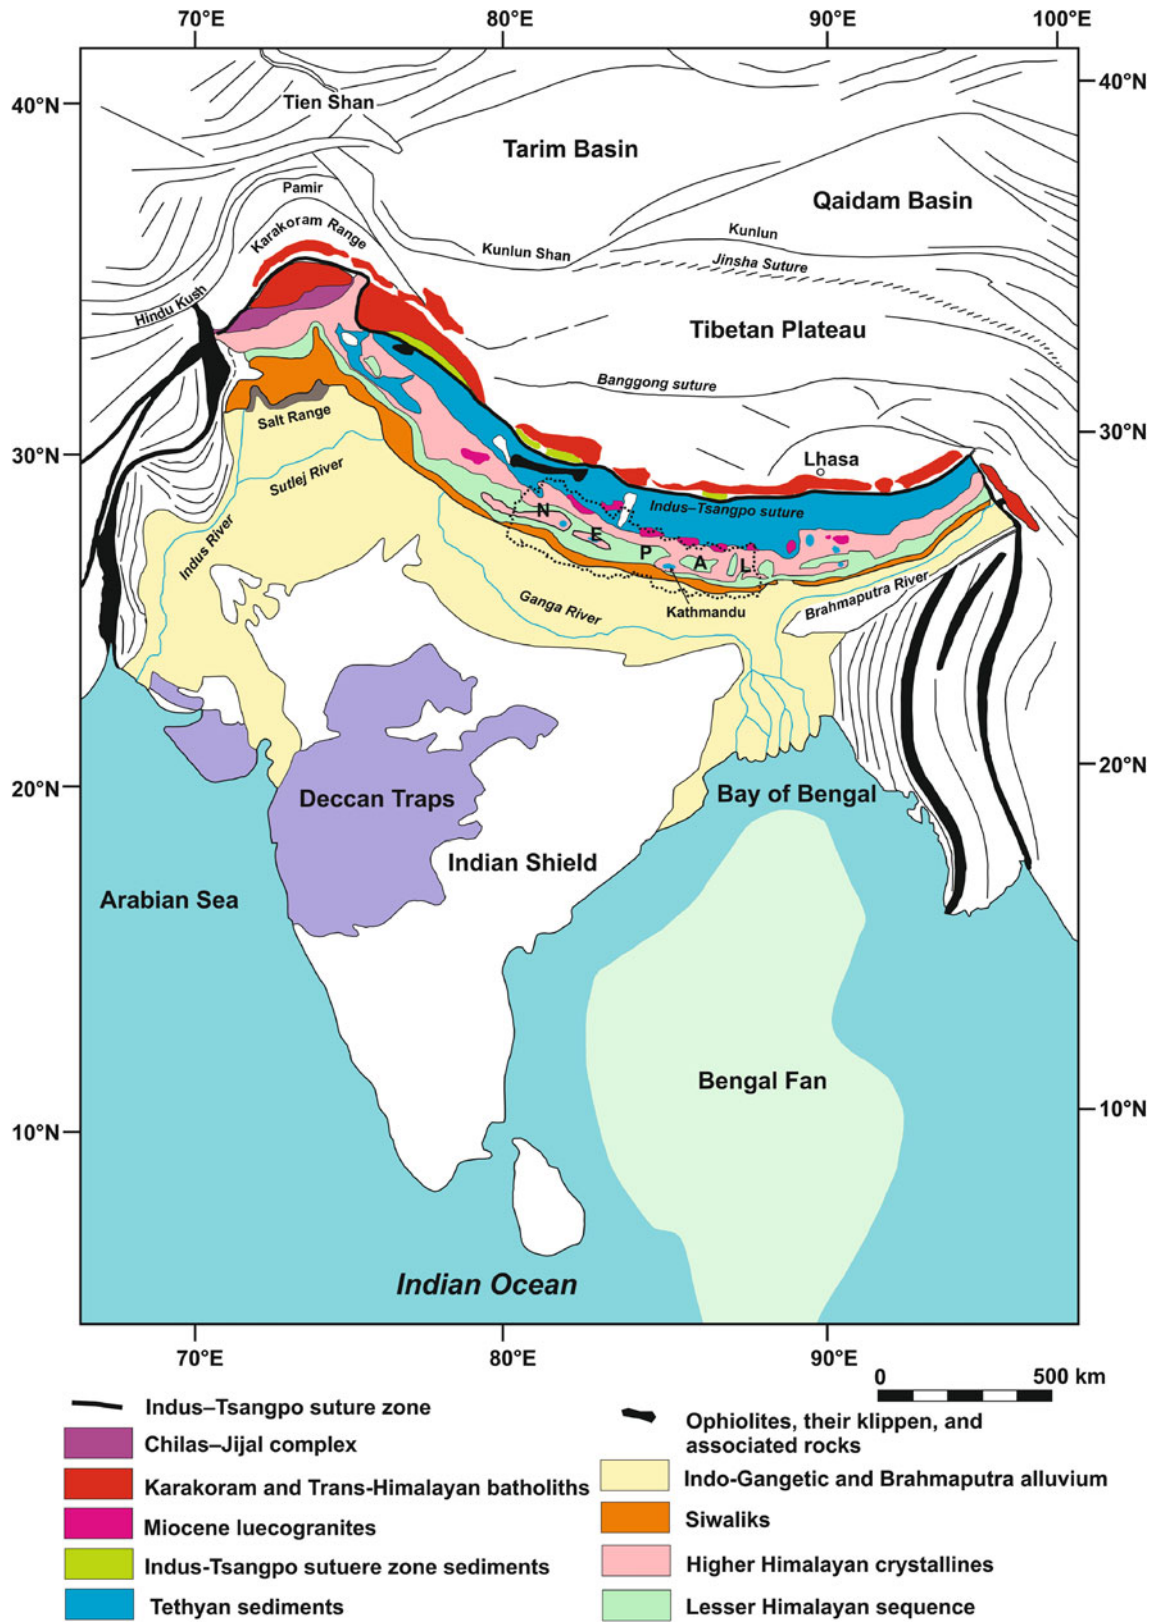 70°E 80°E 90°E 100°E
40°N
40°N
Tien Shan
Tarim Basin
Pamir
Qaidam Basin
Karakoram Range
Kunlun
Kunlun Shan
Jinsha Suture
Hindu Kush
Tibetan Plateau
Banggong suture
Salt Range
30°N
30°N
Lhasa
Sutlej River
Indus–Tsangpo suture
N
E
P
A
L
Indus River
Ganga River
Kathmandu
Brahmaputra River
20°N
20°N
Deccan Traps
Bay of Bengal
Indian Shield
Arabian Sea
Bengal Fan
10°N
10°N
Indian Ocean
70°E 80°E 90°E
0 500 km
Indus–Tsangpo suture zone
Chilas–Jijal complex
Karakoram and Trans-Himalayan batholiths
Miocene luecogranites
Indus-Tsangpo sutuere zone sediments
Tethyan sediments
Ophiolites, their klippen, and
associated rocks
Indo-Gangetic and Brahmaputra alluvium
Siwaliks
Higher Himalayan crystallines
Lesser Himalayan sequence